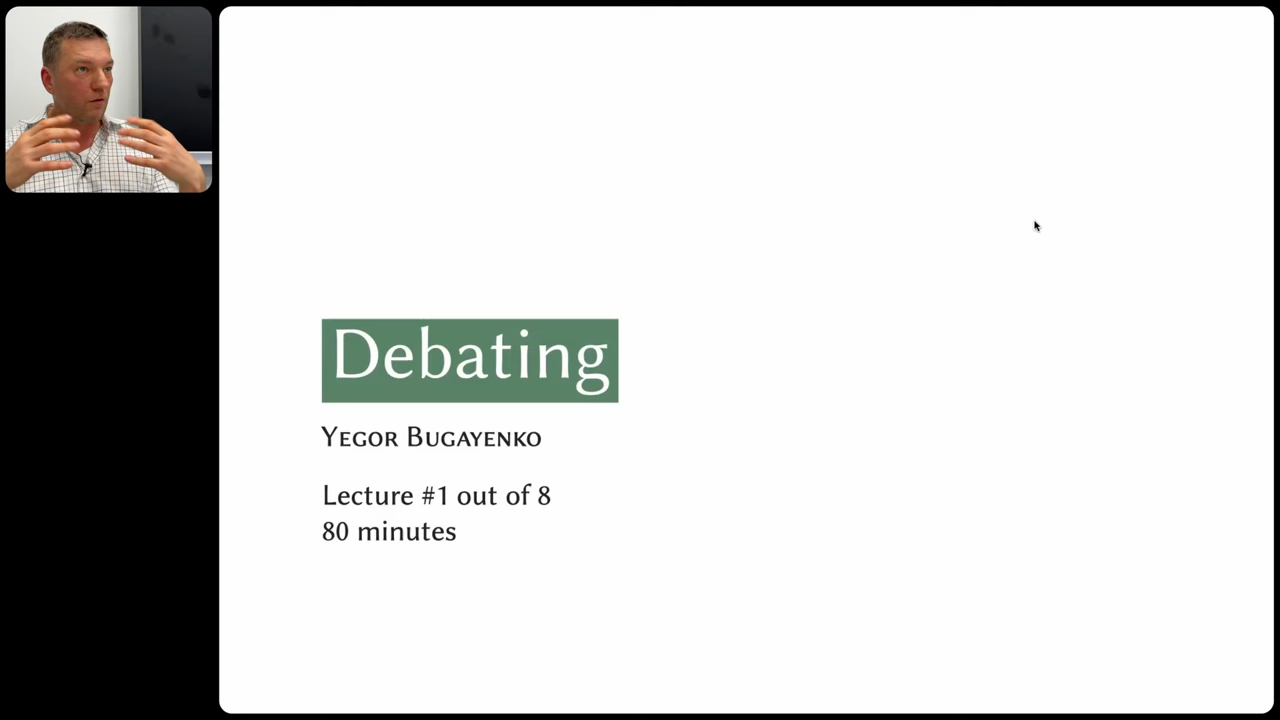 Debating
Yegor Bugayenko
Lecture #1 out of 8
80 minutes